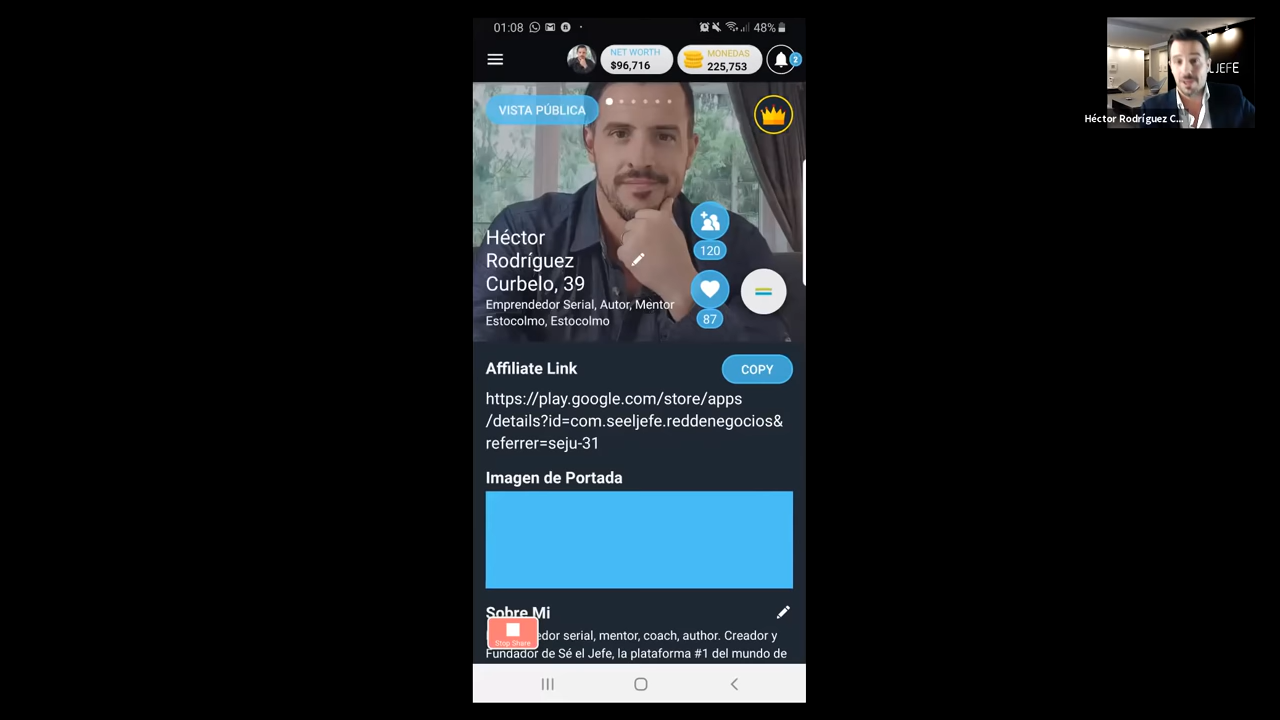 01:08
48%
NET WORTH
$96,716
MONEDAS
225,753
2
VISTA PÚBLICA
Héctor
Rodríguez
Curbelo, 39
Emprendedor Serial, Autor, Mentor
Estocolmo, Estocolmo
120
87
Affiliate Link
COPY
https://play.google.com/store/apps
/details?id=com.seeljefe.reddenegocios&
referrer=seju-31
Imagen de Portada
Sobre Mi
Stop Share
edor serial, mentor, coach, author. Creador y
Fundador de Sé el Jefe, la plataforma #1 del mundo de
JEFE
Héctor Rodríguez C...